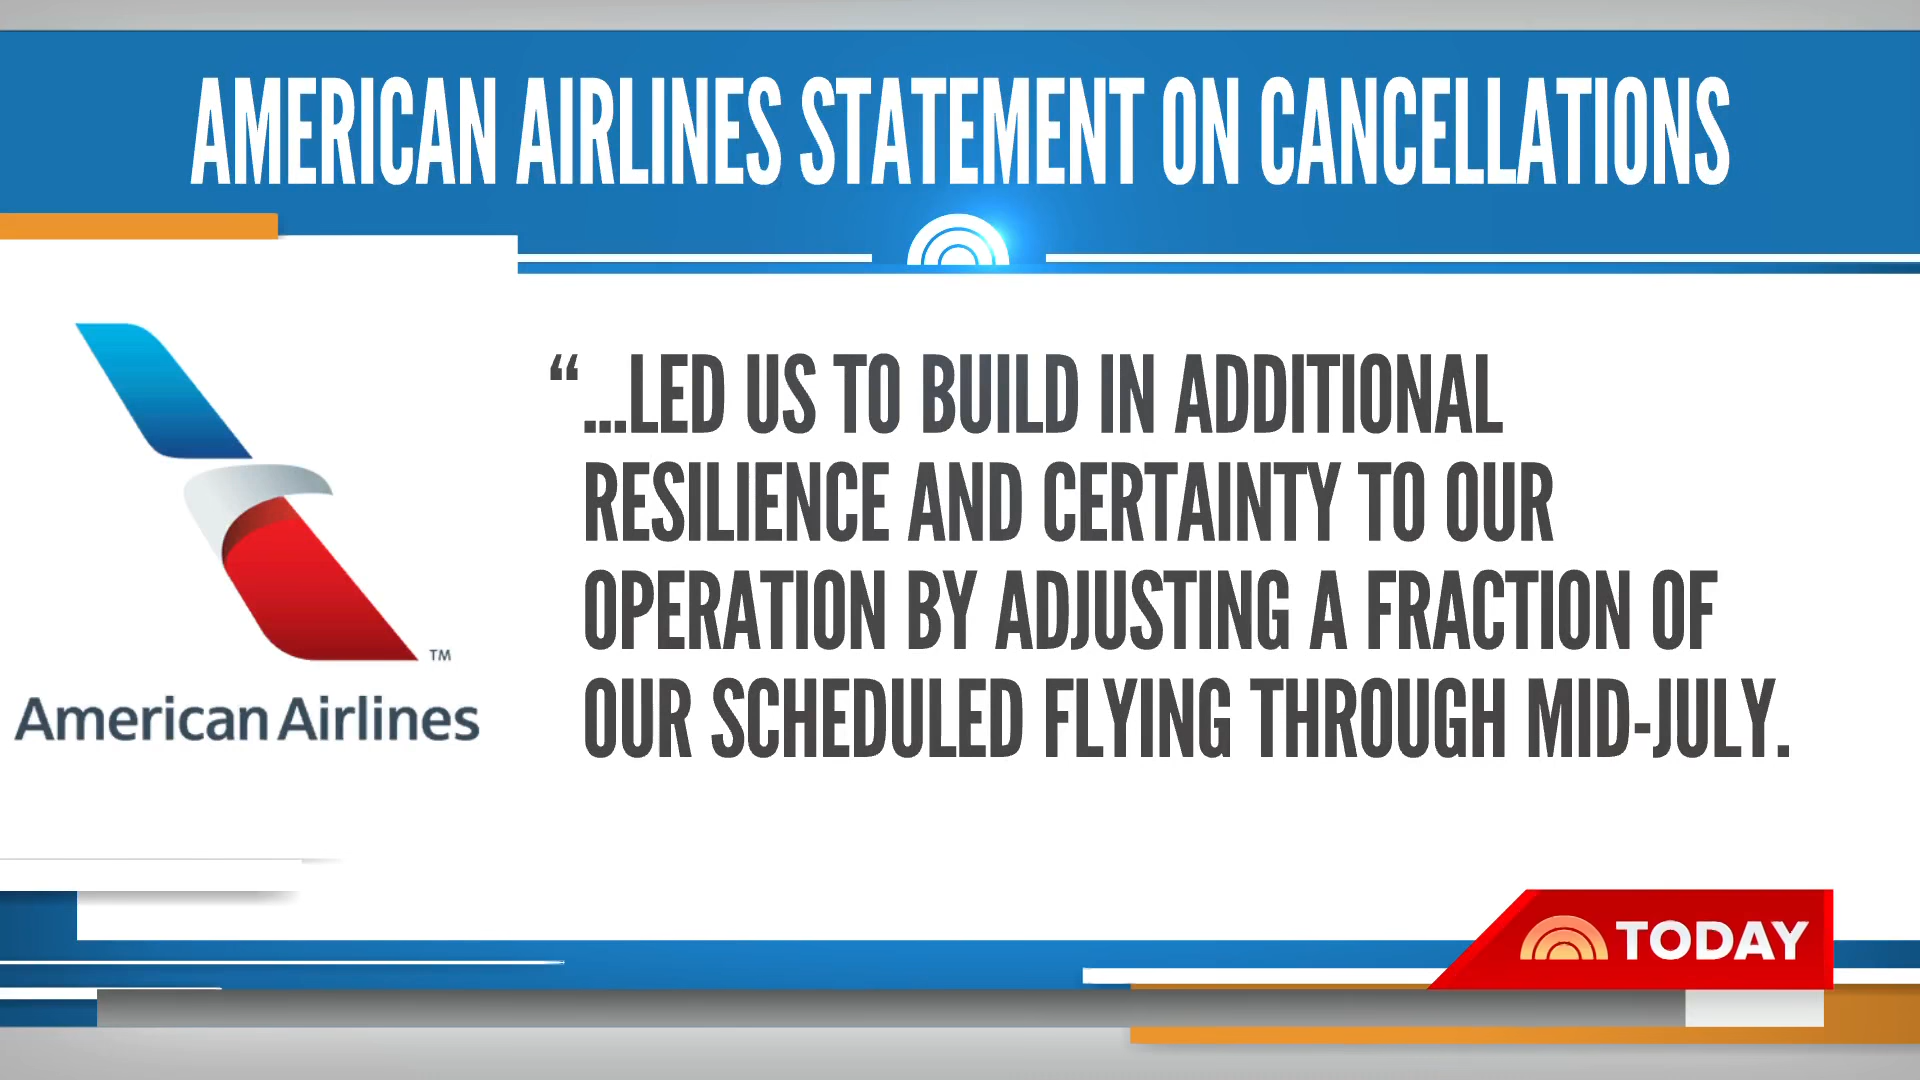 AMERICAN AIRLINES STATEMENT ON CANCELLATIONS
“...LED US TO BUILD IN ADDITIONAL
RESILIENCE AND CERTAINTY TO OUR
OPERATION BY ADJUSTING A FRACTION OF
OUR SCHEDULED FLYING THROUGH MID-JULY.
TM
American Airlines
TODAY